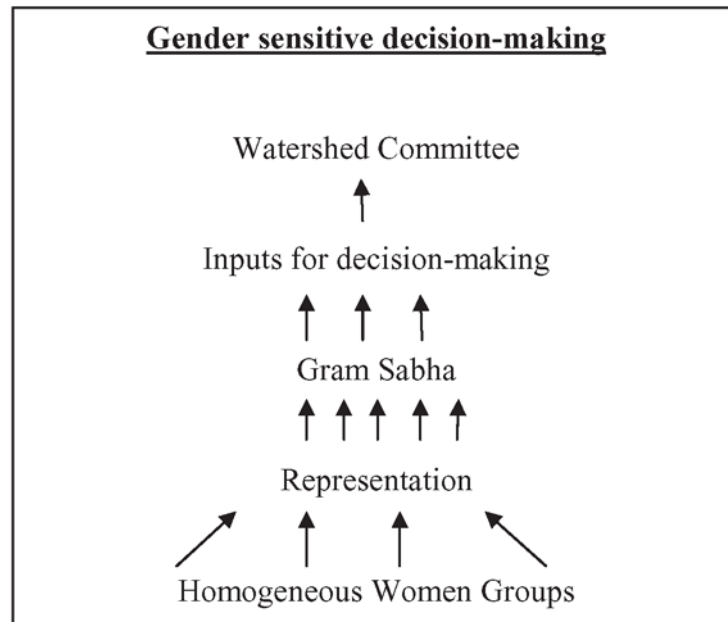 Gender sensitive decision-making
Watershed Committee
Inputs for decision-making
Gram Sabha
Representation
Homogeneous Women Groups